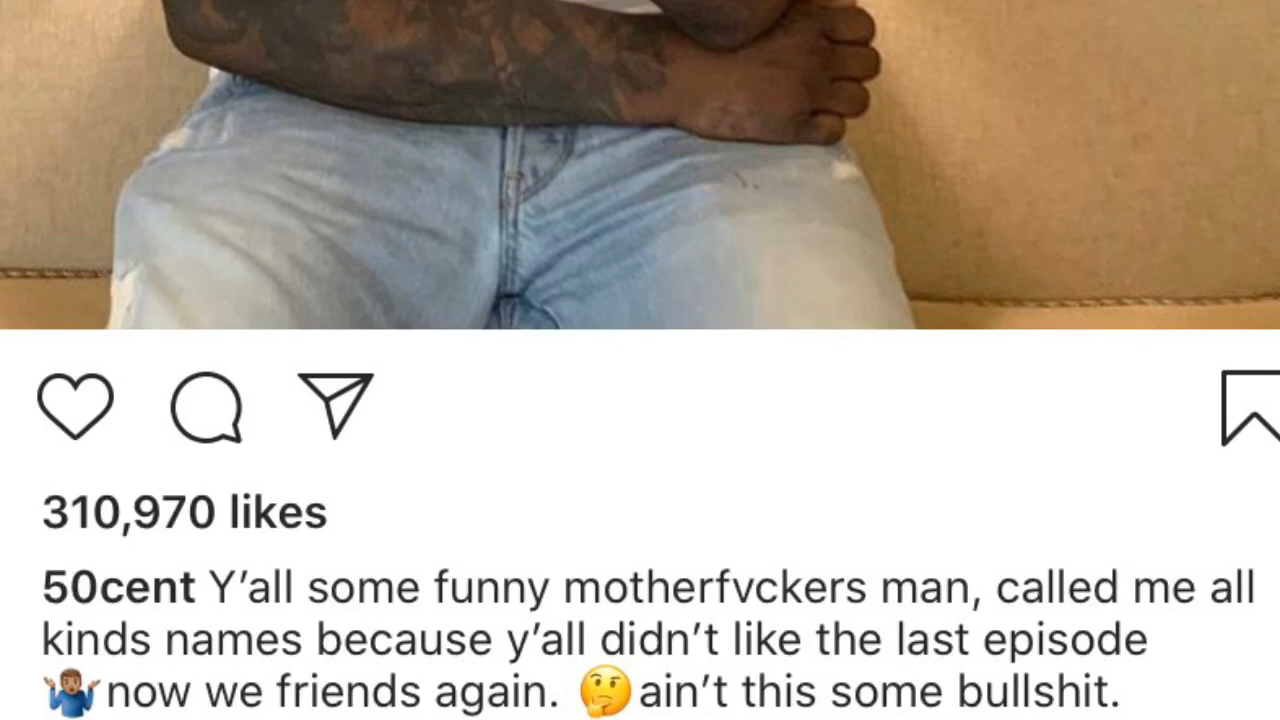 310,970 likes
50cent Y’all some funny motherfvckers man, called me all
kinds names because y’all didn’t like the last episode
🤷🏽‍♂️now we friends again. 🤔ain’t this some bullshit.